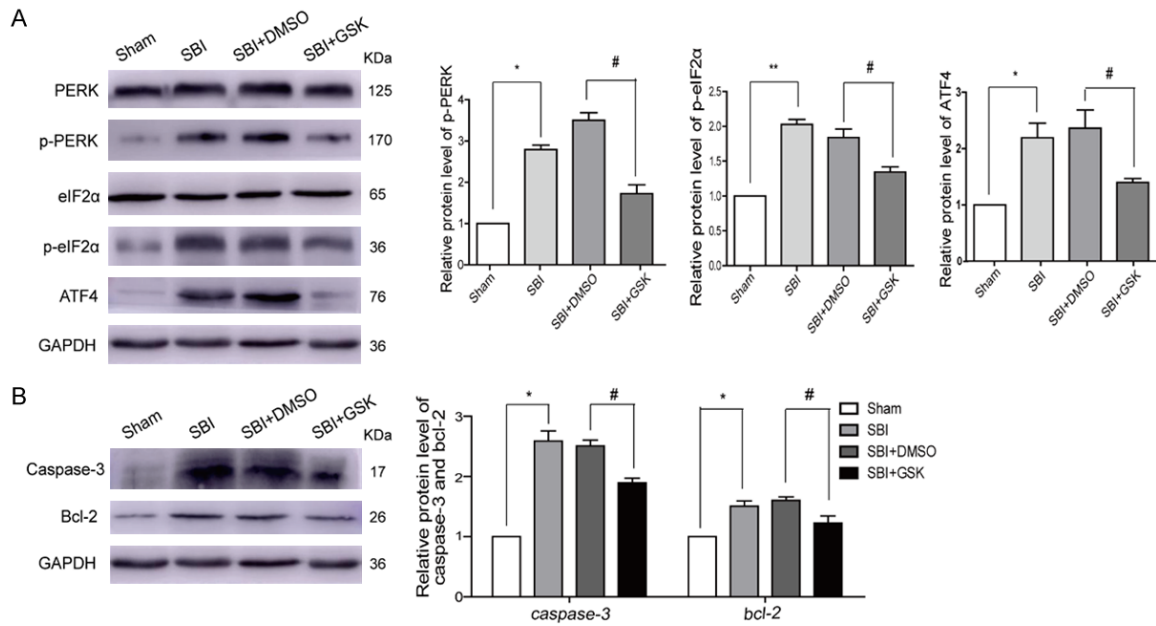 A
Sham
SBI
SBI+DMSO
SBI+GSK
KDa
PERK
125
p-PERK
170
eIF2α
65
p-eIF2α
36
ATF4
76
GAPDH
36
Relative protein level of p-PERK
4
3
2
1
0
*
#
Sham
SBI
SBI+DMSO
SBI+GSK
Relative protein level of p-eIF2α
2.5
2.0
1.5
1.0
0.5
0.0
**
#
Sham
SBI
SBI+DMSO
SBI+GSK
Relative protein level of ATF4
3
2
1
0
*
#
Sham
SBI
SBI+DMSO
SBI+GSK
B
Sham
SBI
SBI+DMSO
SBI+GSK
KDa
Caspase-3
17
Bcl-2
26
GAPDH
36
Relative protein level of
caspase-3 and bcl-2
3
2
1
0
*
#
*
#
caspase-3
bcl-2
Sham
SBI
SBI+DMSO
SBI+GSK